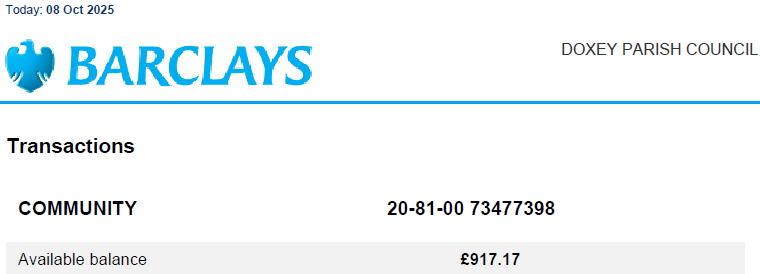 Today: 08 Oct 2025
BARCLAYS
DOXEY PARISH COUNCIL
Transactions
COMMUNITY 20-81-00 73477398
Available balance £917.17